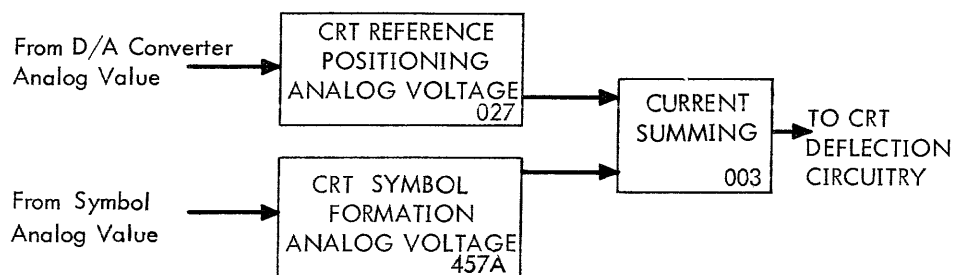 From D/A Converter
Analog Value
CRT REFERENCE
POSITIONING
ANALOG VOLTAGE
027
CURRENT
SUMMING
003
TO CRT
DEFLECTION
CIRCUITRY
From Symbol
Analog Value
CRT SYMBOL
FORMATION
ANALOG VOLTAGE
457A